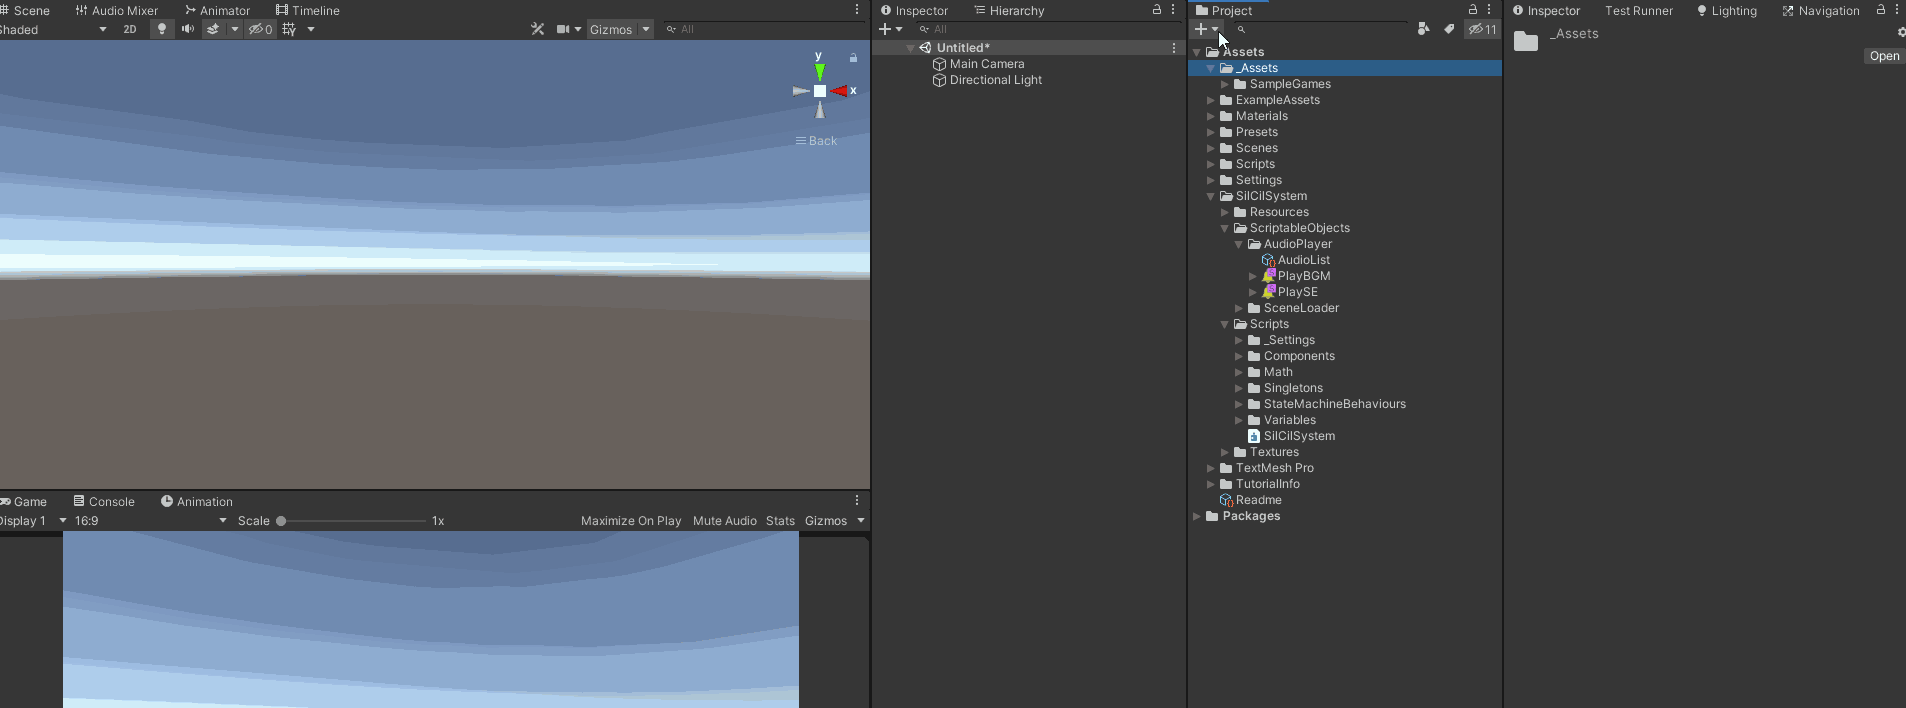 Scene Audio Mixer Animator Timeline
Shaded 2D 0 Gizmos All
y
x
Back
Game Console Animation
Display 1 16:9 Scale 1x Maximize On Play Mute Audio Stats Gizmos
Inspector Hierarchy
All
Untitled*
Main Camera
Directional Light
Project
11
Assets
_Assets
SampleGames
ExampleAssets
Materials
Presets
Scenes
Scripts
Settings
SilCilSystem
Resources
ScriptableObjects
AudioPlayer
AudioList
PlayBGM
PlaySE
SceneLoader
Scripts
_Settings
Components
Math
Singletons
StateMachineBehaviours
Variables
SilCilSystem
Textures
TextMesh Pro
TutorialInfo
Readme
Packages
Inspector Test Runner Lighting Navigation
_Assets
Open